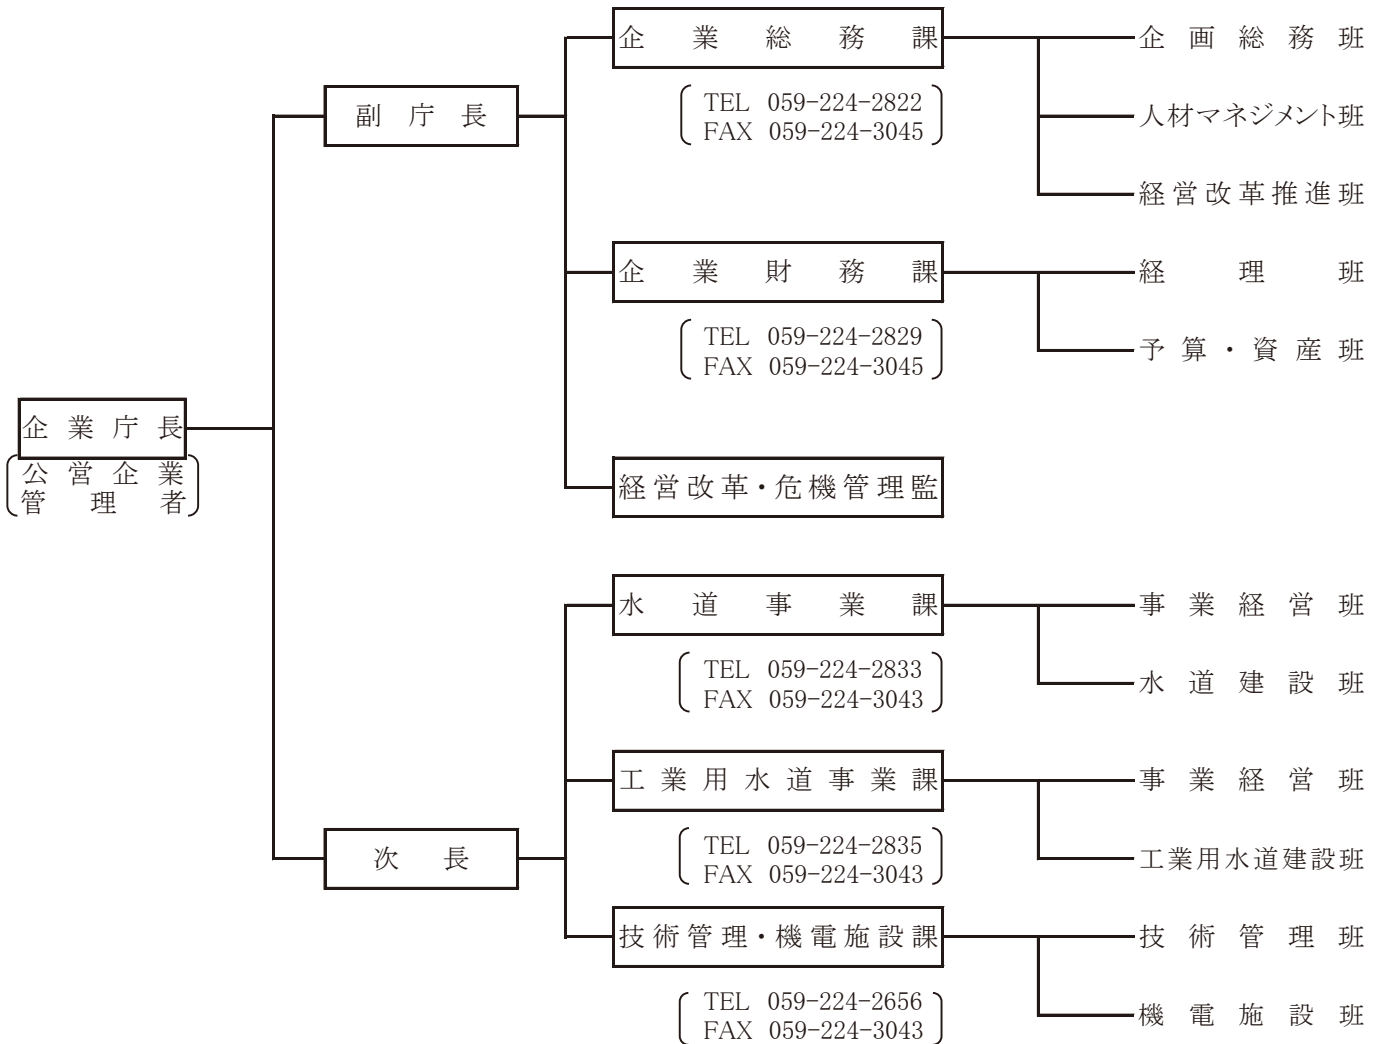 企業庁長
公営企業
管理者
副庁長
企業総務課
TEL 059-224-2822
FAX 059-224-3045
企画総務班
人材マネジメント班
経営改革推進班
企業財務課
TEL 059-224-2829
FAX 059-224-3045
経理班
予算・資産班
経営改革・危機管理監
次長
水道事業課
TEL 059-224-2833
FAX 059-224-3043
事業経営班
水道建設班
工業用水道事業課
TEL 059-224-2835
FAX 059-224-3043
事業経営班
工業用水道建設班
技術管理・機電施設課
TEL 059-224-2656
FAX 059-224-3043
技術管理班
機電施設班